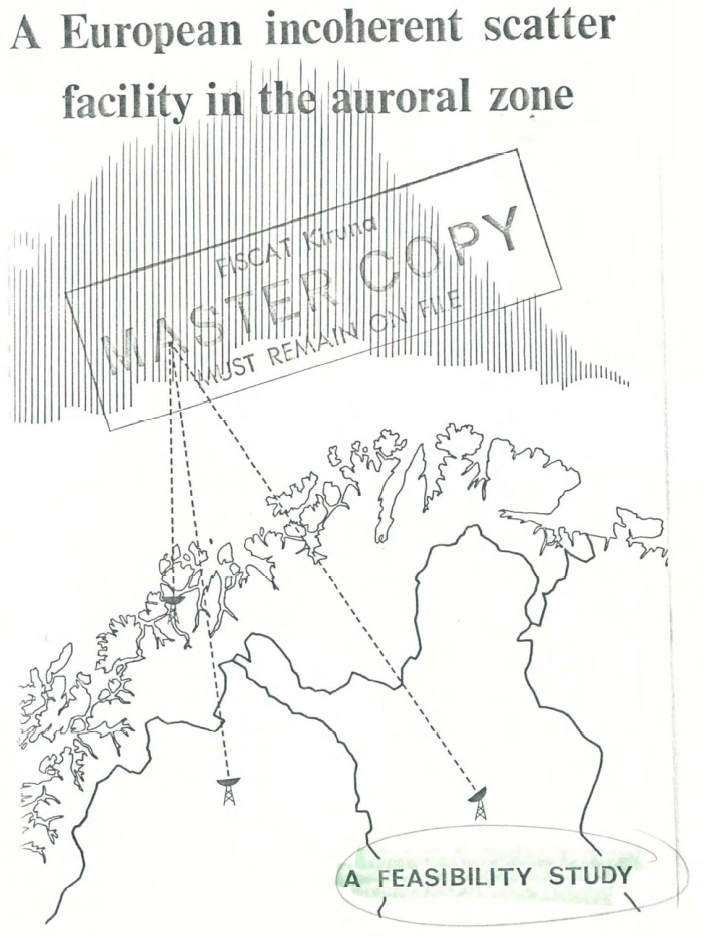 A European incoherent scatter
facility in the auroral zone
EISCAT Kiruna
MASTER COPY
MUST REMAIN ON FILE
A FEASIBILITY STUDY